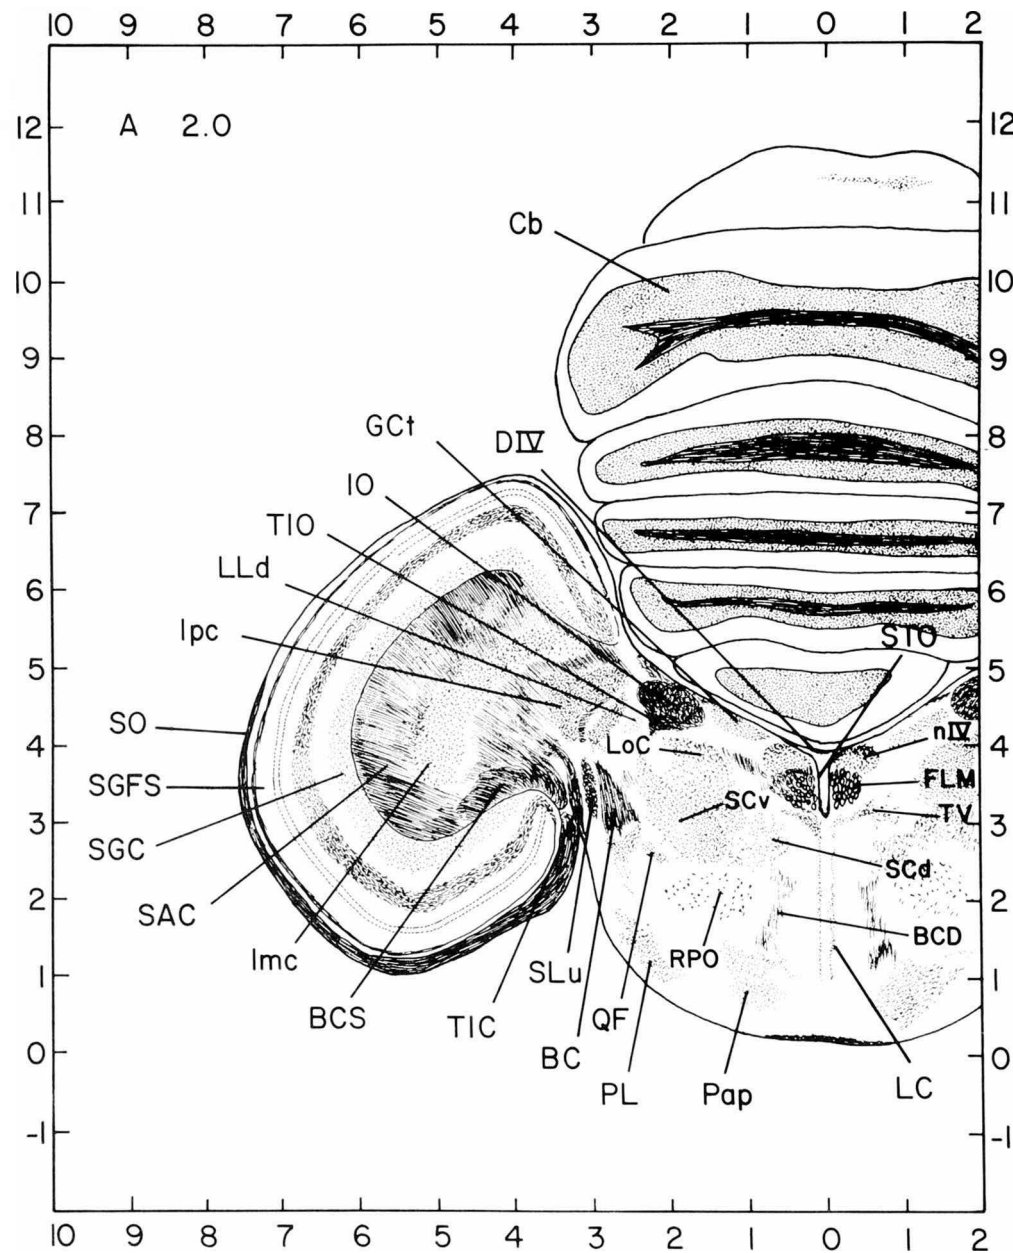 10 9 8 7 6 5 4 3 2 1 0 1 2
A 2.0
12 12
11 11
Cb
10 10
9 9
8 8
GCt DIV
IO
7 7
TIO
LLd
6 6
Ipc STO
5 5
SO nIV
4 LoC 4
SGFS FLM
SCv TV
3 3
SGC SCd
2 2
SAC BCD
Imc RPO
1 SLu 1
BCS TIC QF
0 BC 0
PL Pap LC
-1 -1
10 9 8 7 6 5 4 3 2 1 0 1 2